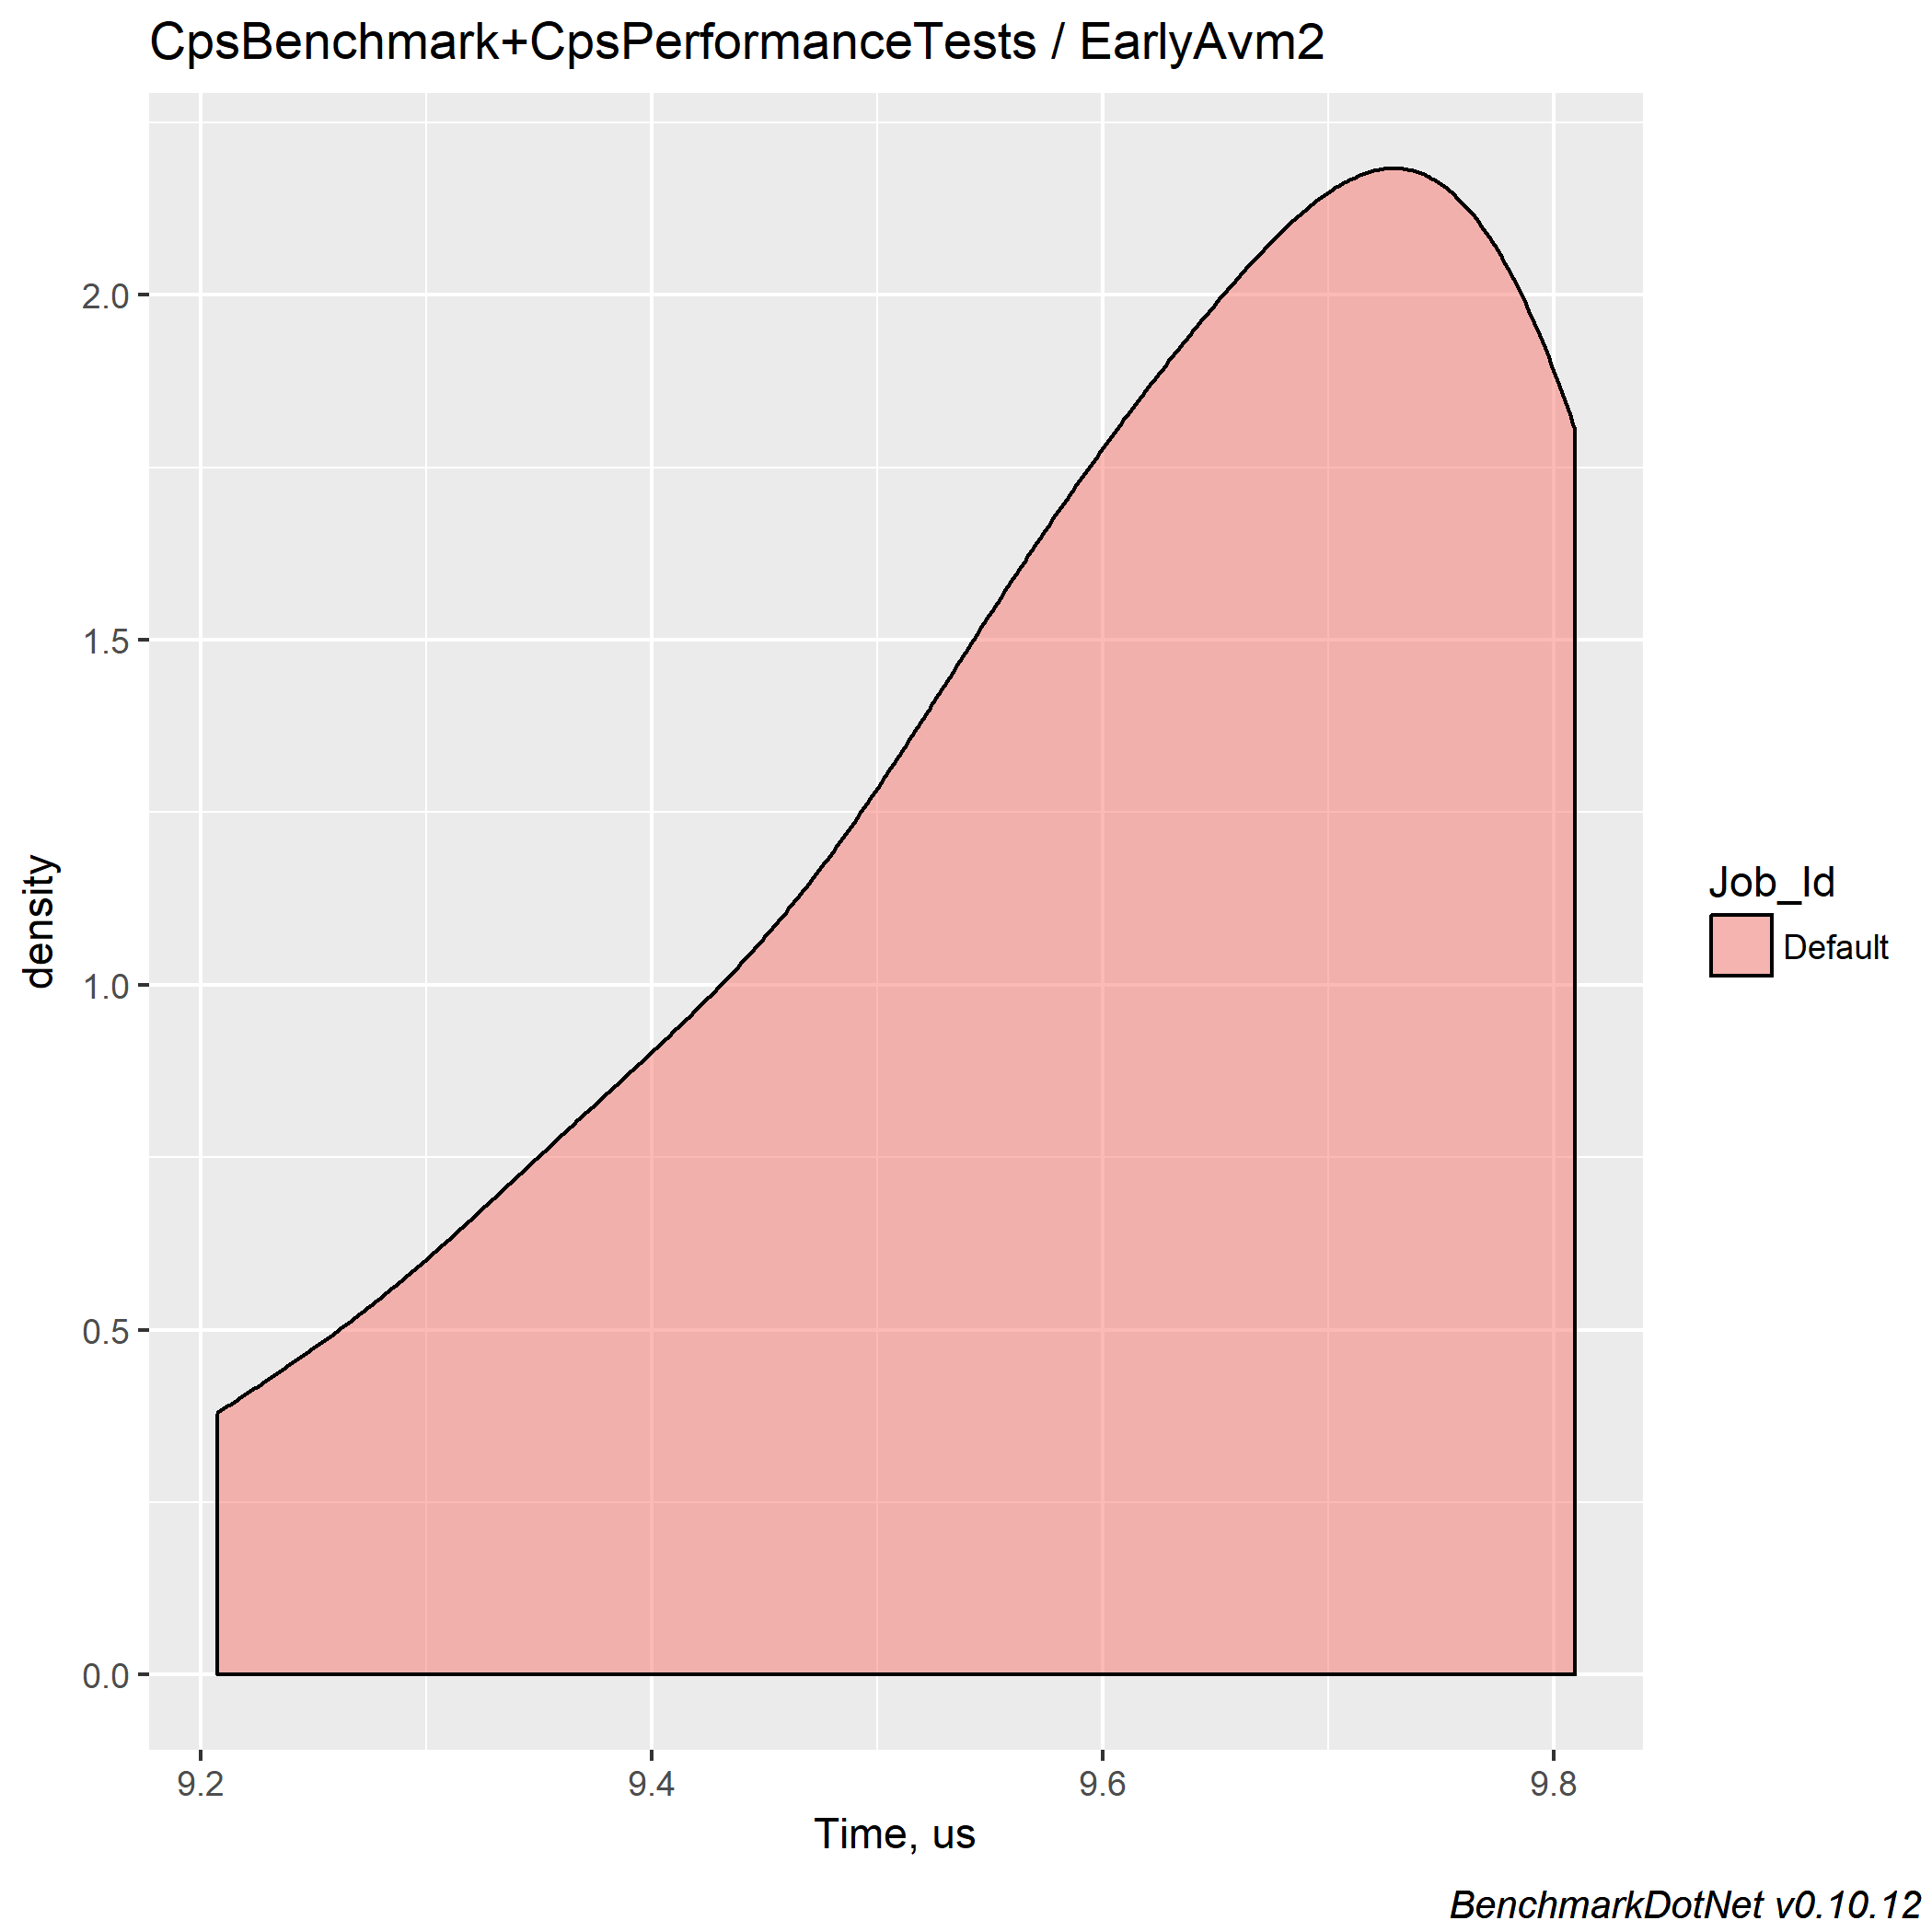 CpsBenchmark+CpsPerformanceTests / EarlyAvm2
2.0
1.5
1.0
0.5
0.0
density
9.2 9.4 9.6 9.8
Time, us
Job_Id
Default
BenchmarkDotNet v0.10.12